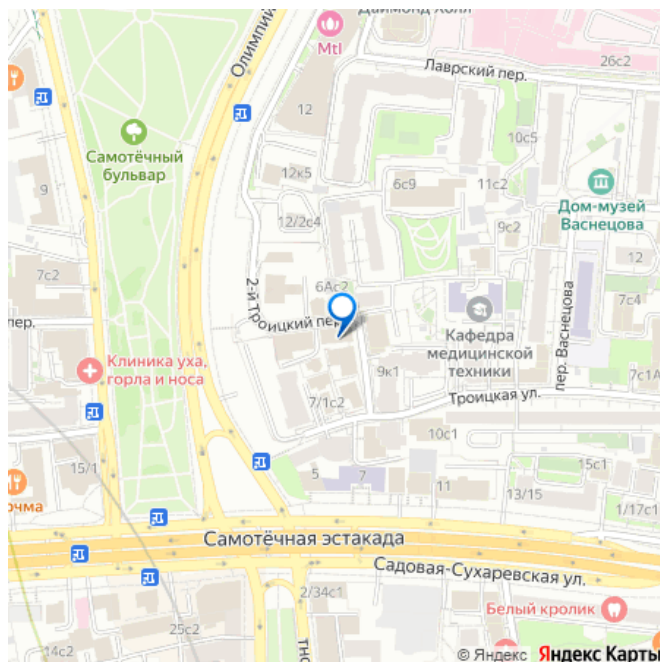 Даймонд Холл
Mtl
Олимпий
Лаврский пер.
26с2
12
10с5
Самотёчный
бульвар
12к5
6с9
11с2
Дом-музей
Васнецова
9
12/2с4
9с2
12
7с2
2-й Троицкий пер.
6Ас2
7с4
пер.
Кафедра
медицинской
техники
пер. Васнецова
Клиника уха,
горла и носа
9к1
7с1А
Троицкая ул.
7/1с2
10с1
15/1
5
7
11
15с1
13/15
1/17с1
Самотёчная эстакада
Садовая-Сухаревская ул.
2/34с1
Белый кролик
25с2
14с2
© Яндекс Яндекс Карты